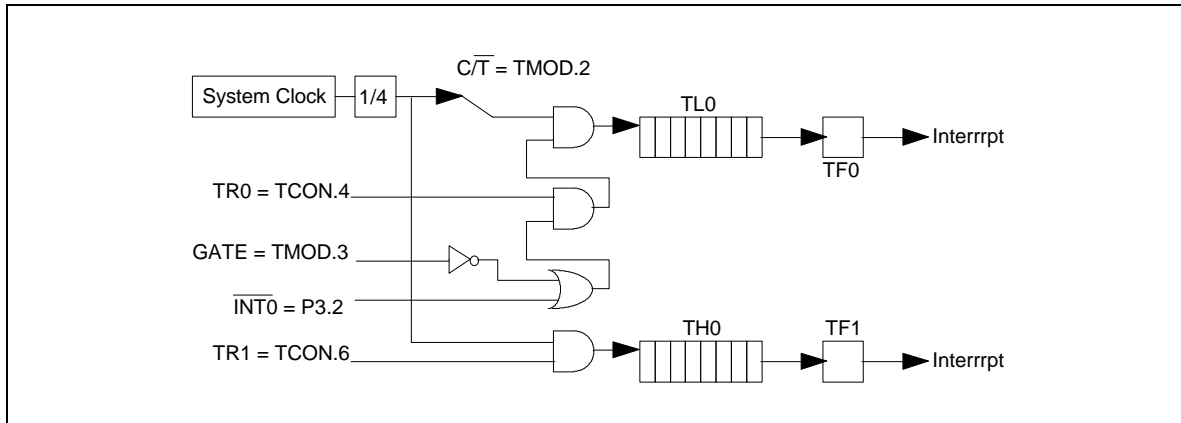 C/T̅ = TMOD.2
System Clock
1/4
TL0
Interrrpt
TF0
TR0 = TCON.4
GATE = TMOD.3
I̅N̅T̅0̅ = P3.2
TH0
TF1
TR1 = TCON.6
Interrrpt